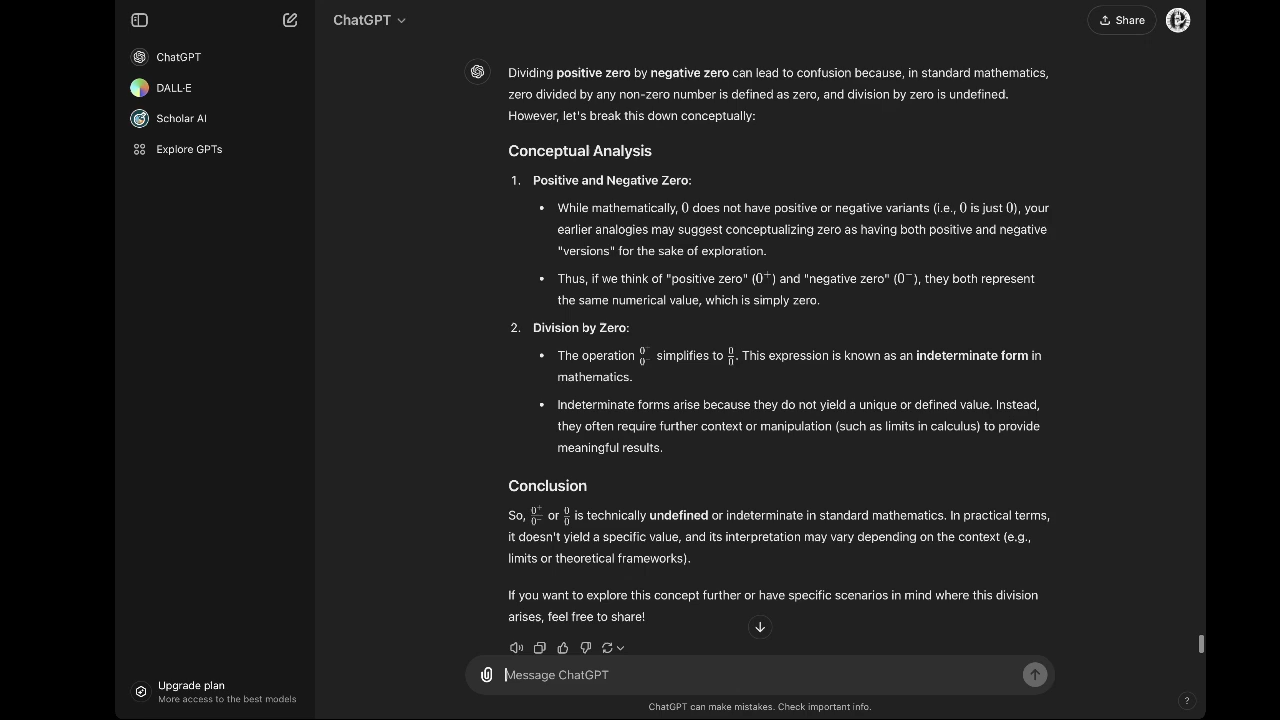 ChatGPT
Share
ChatGPT
DALL·E
Scholar AI
Explore GPTs
Dividing positive zero by negative zero can lead to confusion because, in standard mathematics,
zero divided by any non-zero number is defined as zero, and division by zero is undefined.
However, let's break this down conceptually:
Conceptual Analysis
1. Positive and Negative Zero:
• While mathematically, 0 does not have positive or negative variants (i.e., 0 is just 0), your
earlier analogies may suggest conceptualizing zero as having both positive and negative
"versions" for the sake of exploration.
• Thus, if we think of "positive zero" (0⁺) and "negative zero" (0⁻), they both represent
the same numerical value, which is simply zero.
2. Division by Zero:
• The operation 0⁺/0⁻ simplifies to 0/0. This expression is known as an indeterminate form in
mathematics.
• Indeterminate forms arise because they do not yield a unique or defined value. Instead,
they often require further context or manipulation (such as limits in calculus) to provide
meaningful results.
Conclusion
So, 0⁺/0⁻ or 0/0 is technically undefined or indeterminate in standard mathematics. In practical terms,
it doesn't yield a specific value, and its interpretation may vary depending on the context (e.g.,
limits or theoretical frameworks).
If you want to explore this concept further or have specific scenarios in mind where this division
arises, feel free to share!
Message ChatGPT
Upgrade plan
More access to the best models
ChatGPT can make mistakes. Check important info.
?